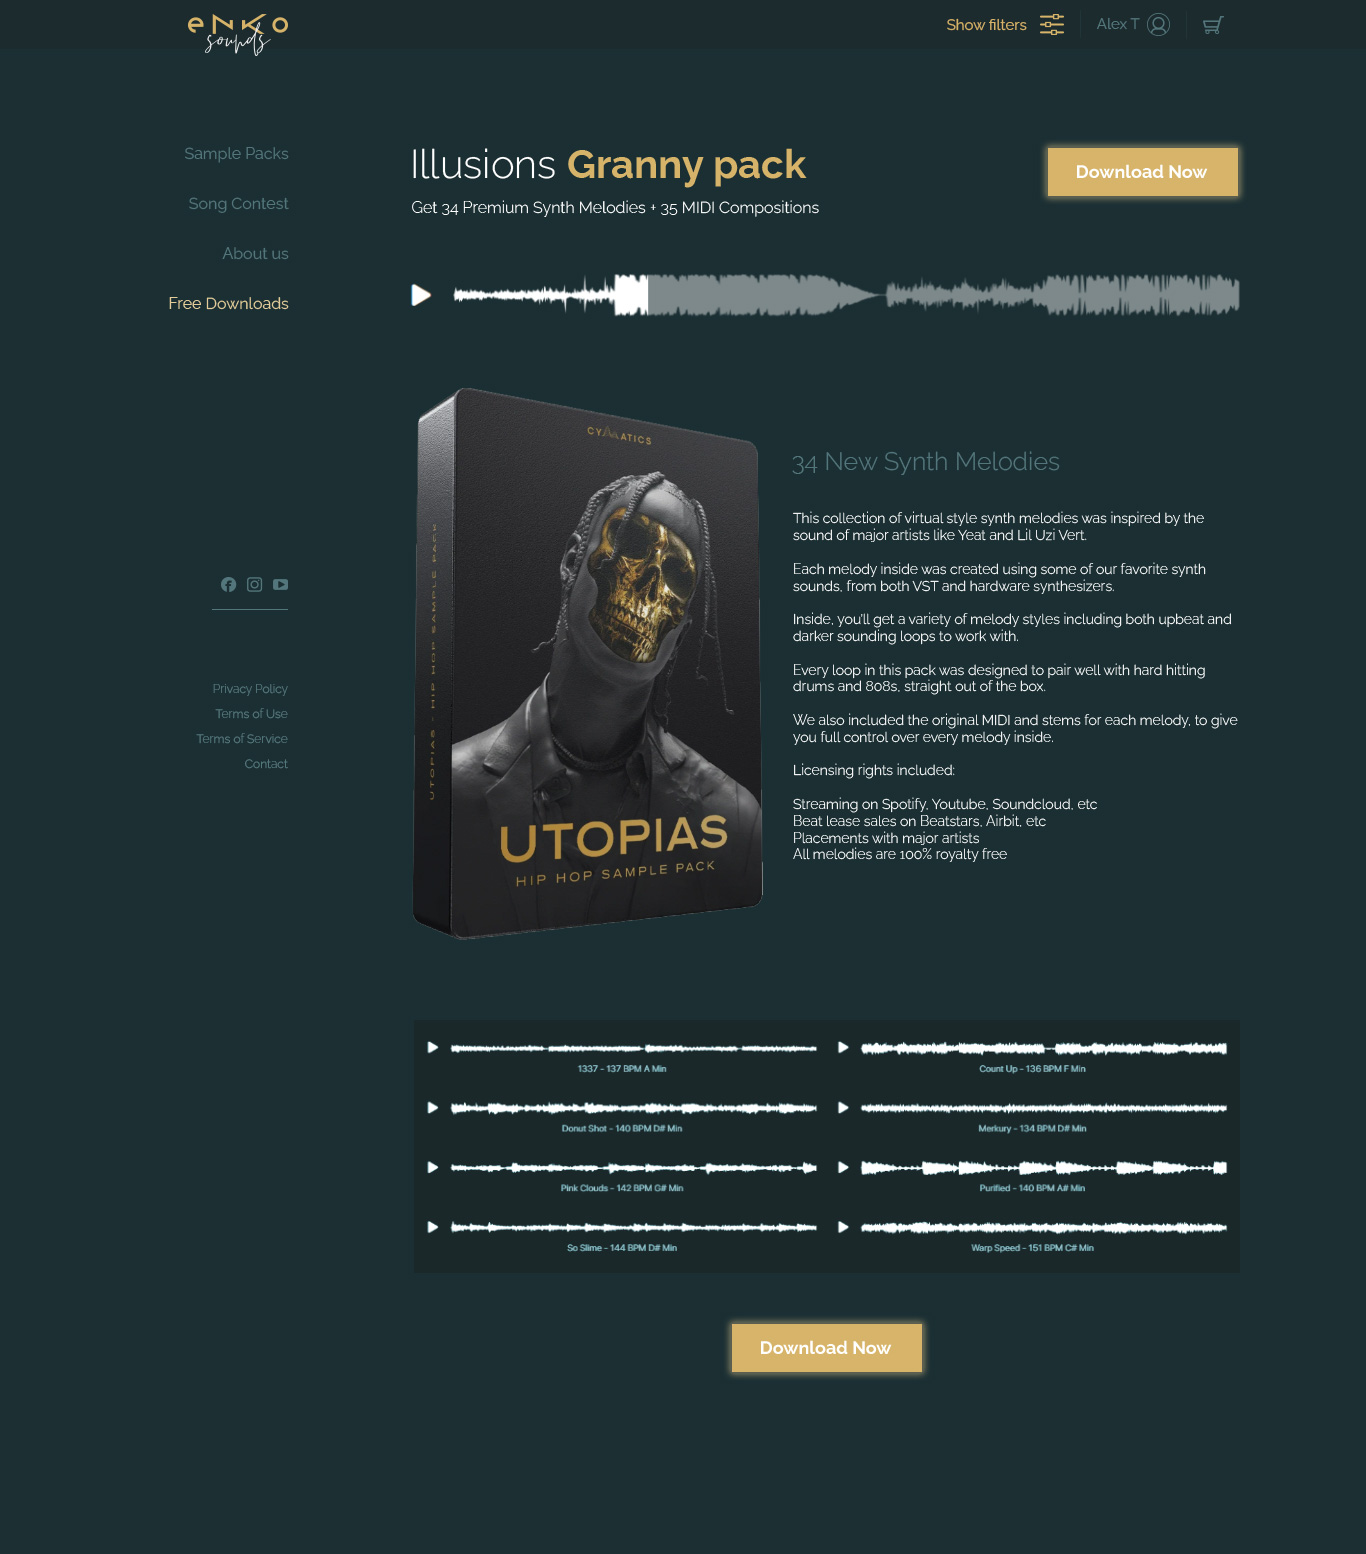 eNKO
sounds
Show filters
Alex T
Sample Packs
Song Contest
About us
Free Downloads
Illusions Granny pack
Download Now
Get 34 Premium Synth Melodies + 35 MIDI Compositions
CYMATICS
UTOPIAS - HIP HOP SAMPLE PACK
UTOPIAS
HIP HOP SAMPLE PACK
34 New Synth Melodies
This collection of virtual style synth melodies was inspired by the
sound of major artists like Yeat and Lil Uzi Vert.
Each melody inside was created using some of our favorite synth
sounds, from both VST and hardware synthesizers.
Inside, you'll get a variety of melody styles including both upbeat and
darker sounding loops to work with.
Every loop in this pack was designed to pair well with hard hitting
drums and 808s, straight out of the box.
We also included the original MIDI and stems for each melody, to give
you full control over every melody inside.
Licensing rights included:
Streaming on Spotify, Youtube, Soundcloud, etc
Beat lease sales on Beatstars, Airbit, etc
Placements with major artists
All melodies are 100% royalty free
Privacy Policy
Terms of Use
Terms of Service
Contact
1337 - 137 BPM A Min
Count Up - 136 BPM F Min
Donut Shot - 140 BPM D# Min
Merkury - 134 BPM D# Min
Pink Clouds - 142 BPM G# Min
Purified - 140 BPM A# Min
So Slime - 144 BPM D# Min
Warp Speed - 151 BPM C# Min
Download Now